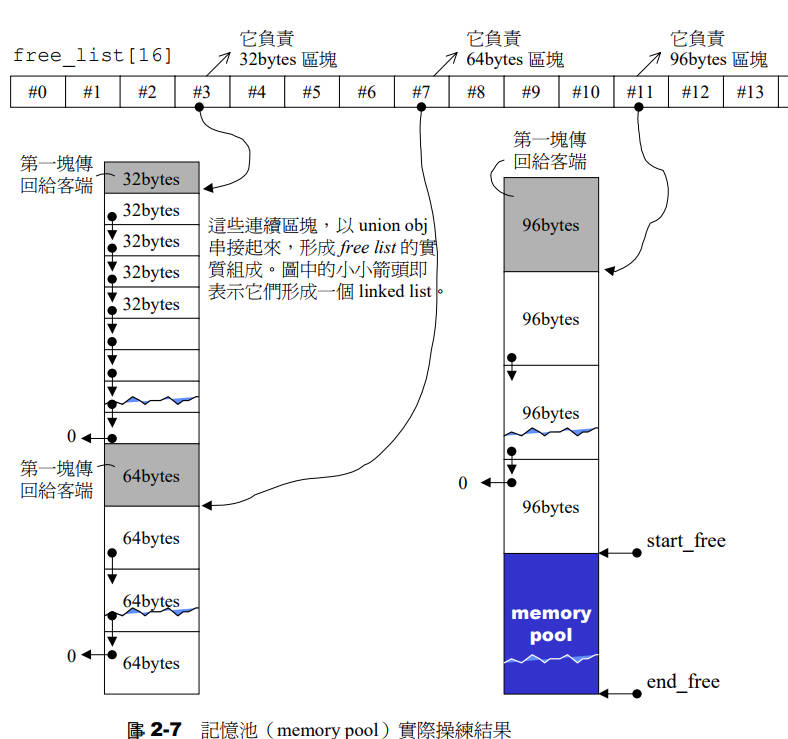 free_list[16]
它負責
32bytes 區塊
它負責
64bytes 區塊
它負責
96bytes 區塊
#0 #1 #2 #3 #4 #5 #6 #7 #8 #9 #10 #11 #12 #13
第一塊傳
回給客端
32bytes
32bytes
32bytes
32bytes
32bytes
0
這些連續區塊，以 union obj
串接起來，形成 free list 的實
質組成。圖中的小小箭頭即
表示它們形成一個 linked list。
第一塊傳
回給客端
64bytes
64bytes
64bytes
0
64bytes
第一塊傳
回給客端
96bytes
96bytes
96bytes
0
96bytes
start_free
memory
pool
end_free
圖 2-7 記憶池（memory pool）實際操練結果